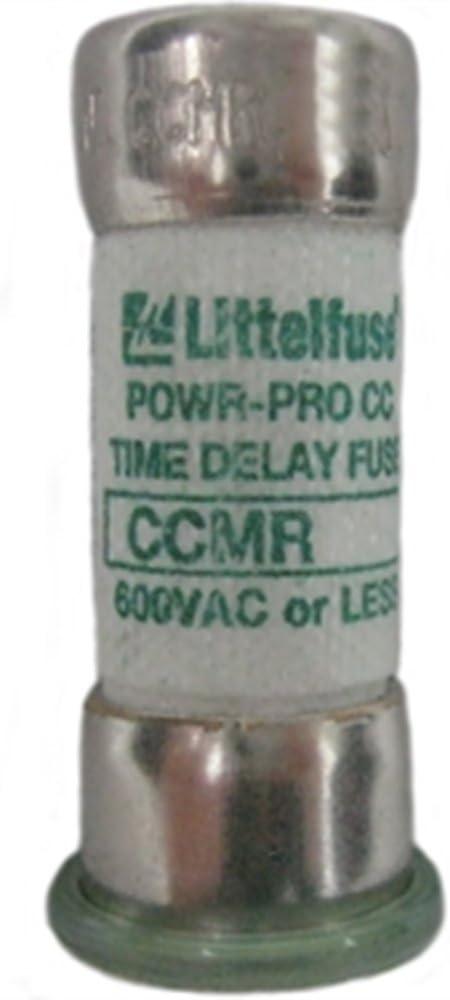 Littelfuse
POWR-PRO CC
TIME DELAY FUSE
CCMR
600VAC or LESS